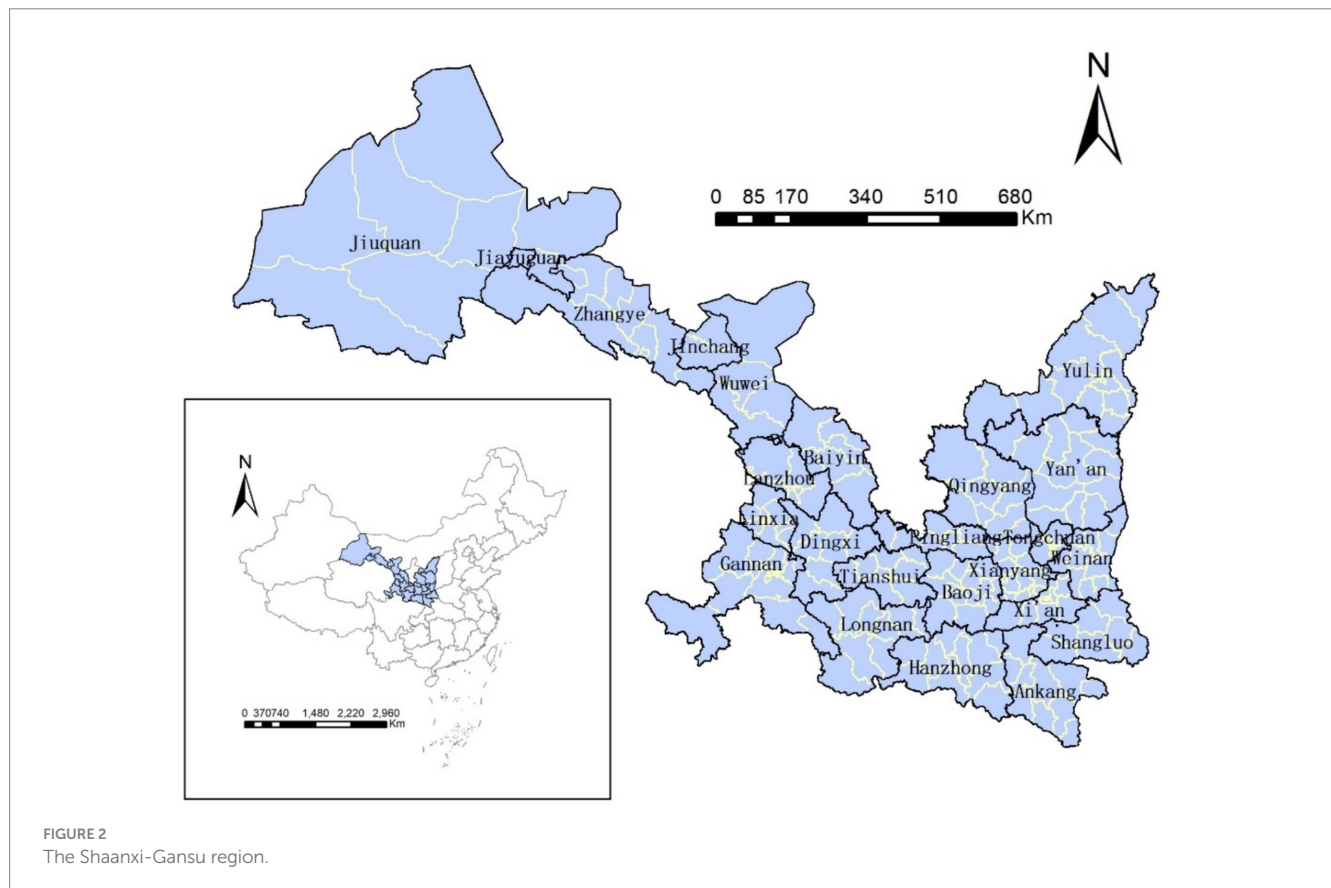 N
0 85 170 340 510 680
Km
Jiuquan
Jiayuguan
Zhangye
Jinchang
Wuwei
Yulin
Baiyin
Lanzhou
Yan'an
Qingyang
Linxia
Dingxi
Pingliang
Tongchuan
Weinan
Gannan
Tianshui
Xianyang
Baoji
Xi'an
Longnan
Shangluo
Hanzhong
Ankang
N
0 370740 1,480 2,220 2,960
Km
FIGURE 2
The Shaanxi-Gansu region.